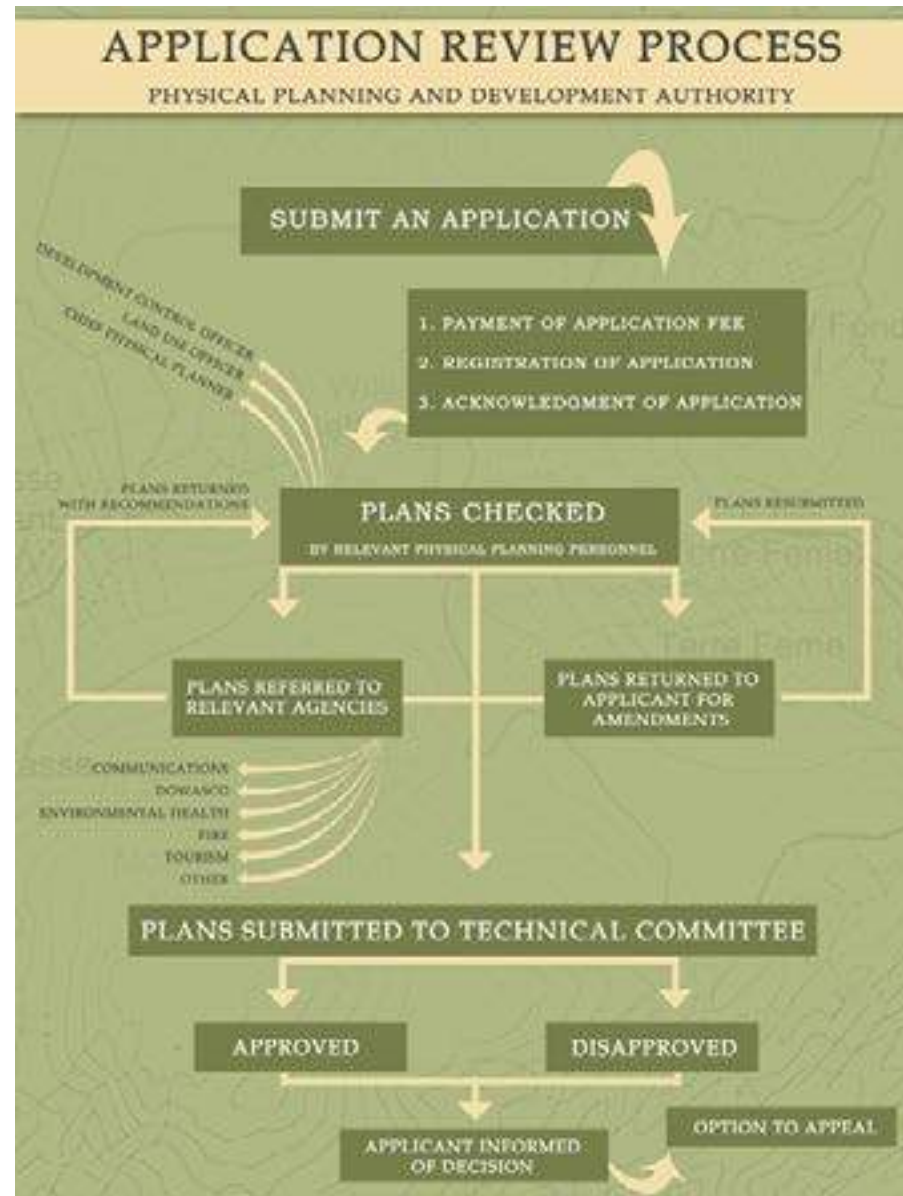 APPLICATION REVIEW PROCESS
PHYSICAL PLANNING AND DEVELOPMENT AUTHORITY
SUBMIT AN APPLICATION
1. PAYMENT OF APPLICATION FEE
2. REGISTRATION OF APPLICATION
3. ACKNOWLEDGMENT OF APPLICATION
DEVELOPMENT CONTROL OFFICER
LAND USE OFFICER
CHIEF PHYSICAL PLANNER
PLANS CHECKED
BY RELEVANT PHYSICAL PLANNING PERSONNEL
PLANS RETURNED
WITH RECOMMENDATIONS
PLANS RESUBMITTED
PLANS REFERRED TO
RELEVANT AGENCIES
PLANS RETURNED TO
APPLICANT FOR
AMENDMENTS
COMMUNICATIONS
DOWASCO
ENVIRONMENTAL HEALTH
FIRE
TOURISM
OTHER
PLANS SUBMITTED TO TECHNICAL COMMITTEE
APPROVED
DISAPPROVED
APPLICANT INFORMED
OF DECISION
OPTION TO APPEAL